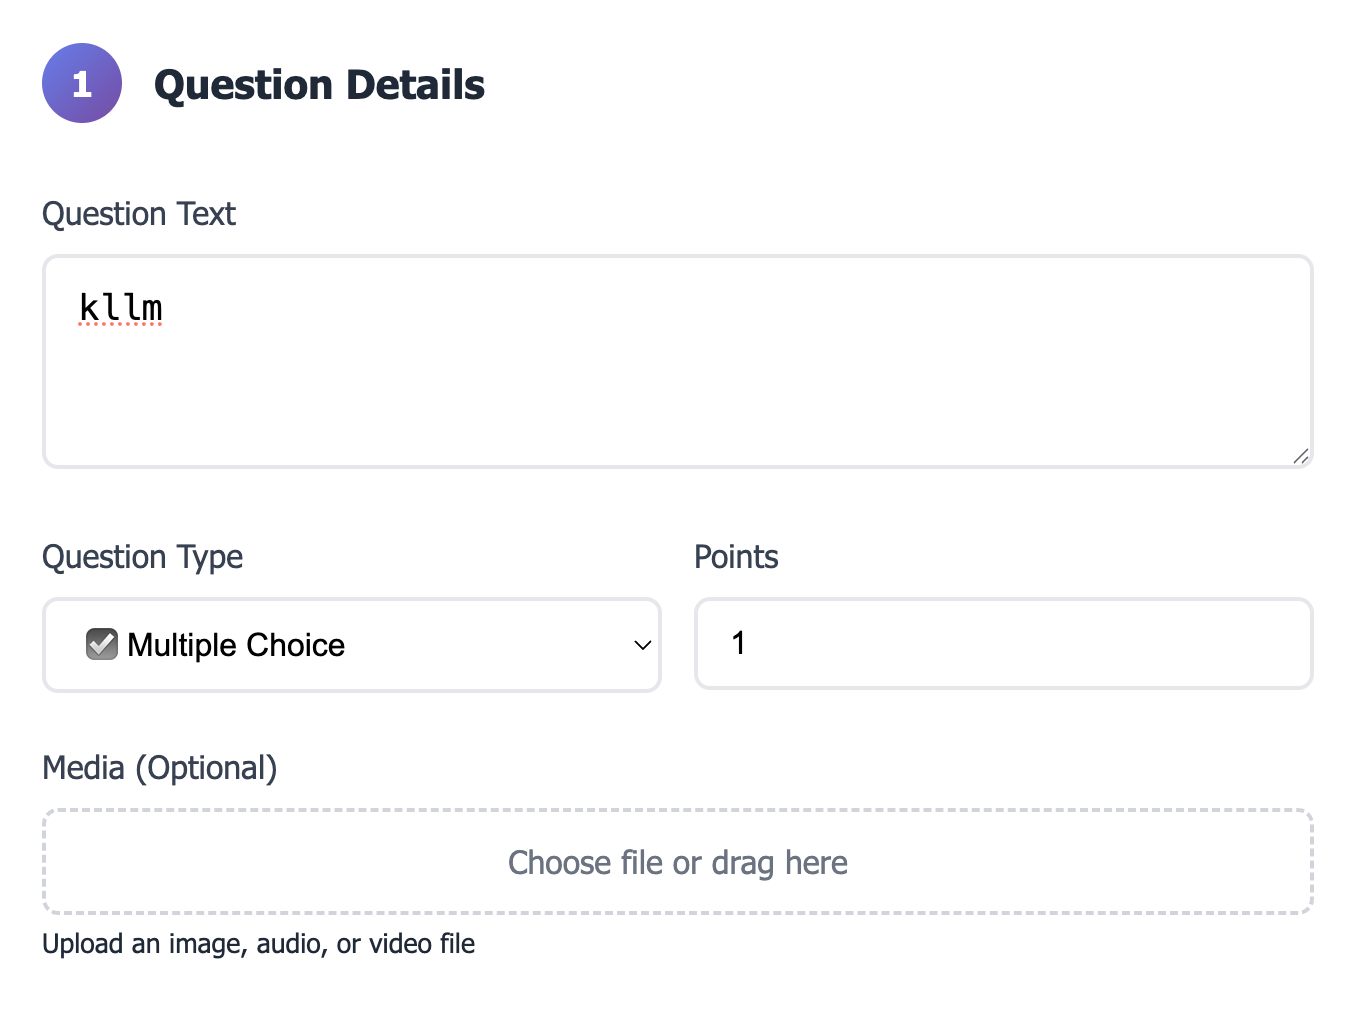 1 Question Details
Question Text
kllm
Question Type
Points
Multiple Choice
1
Media (Optional)
Choose file or drag here
Upload an image, audio, or video file